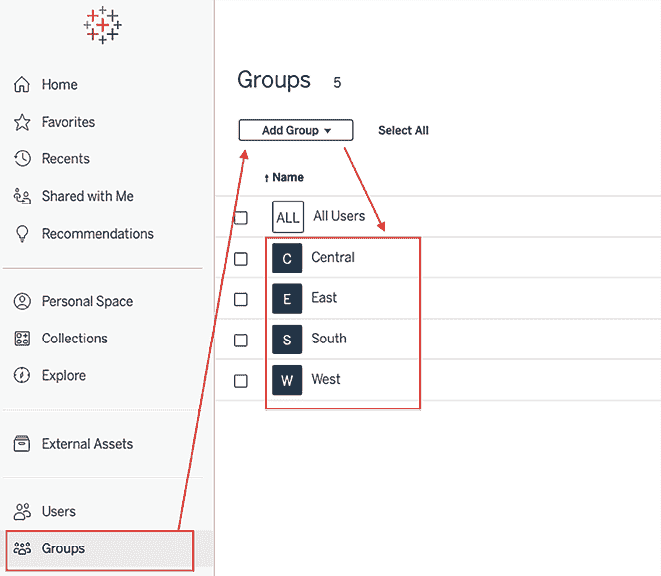 Home
Favorites
Recents
Shared with Me
Recommendations
Personal Space
Collections
Explore
External Assets
Users
Groups
Groups 5
Add Group ▾ Select All
↑ Name
ALL All Users
C Central
E East
S South
W West